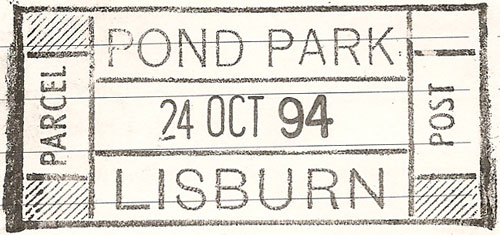 POND PARK
PARCEL
24 OCT 94
POST
LISBURN